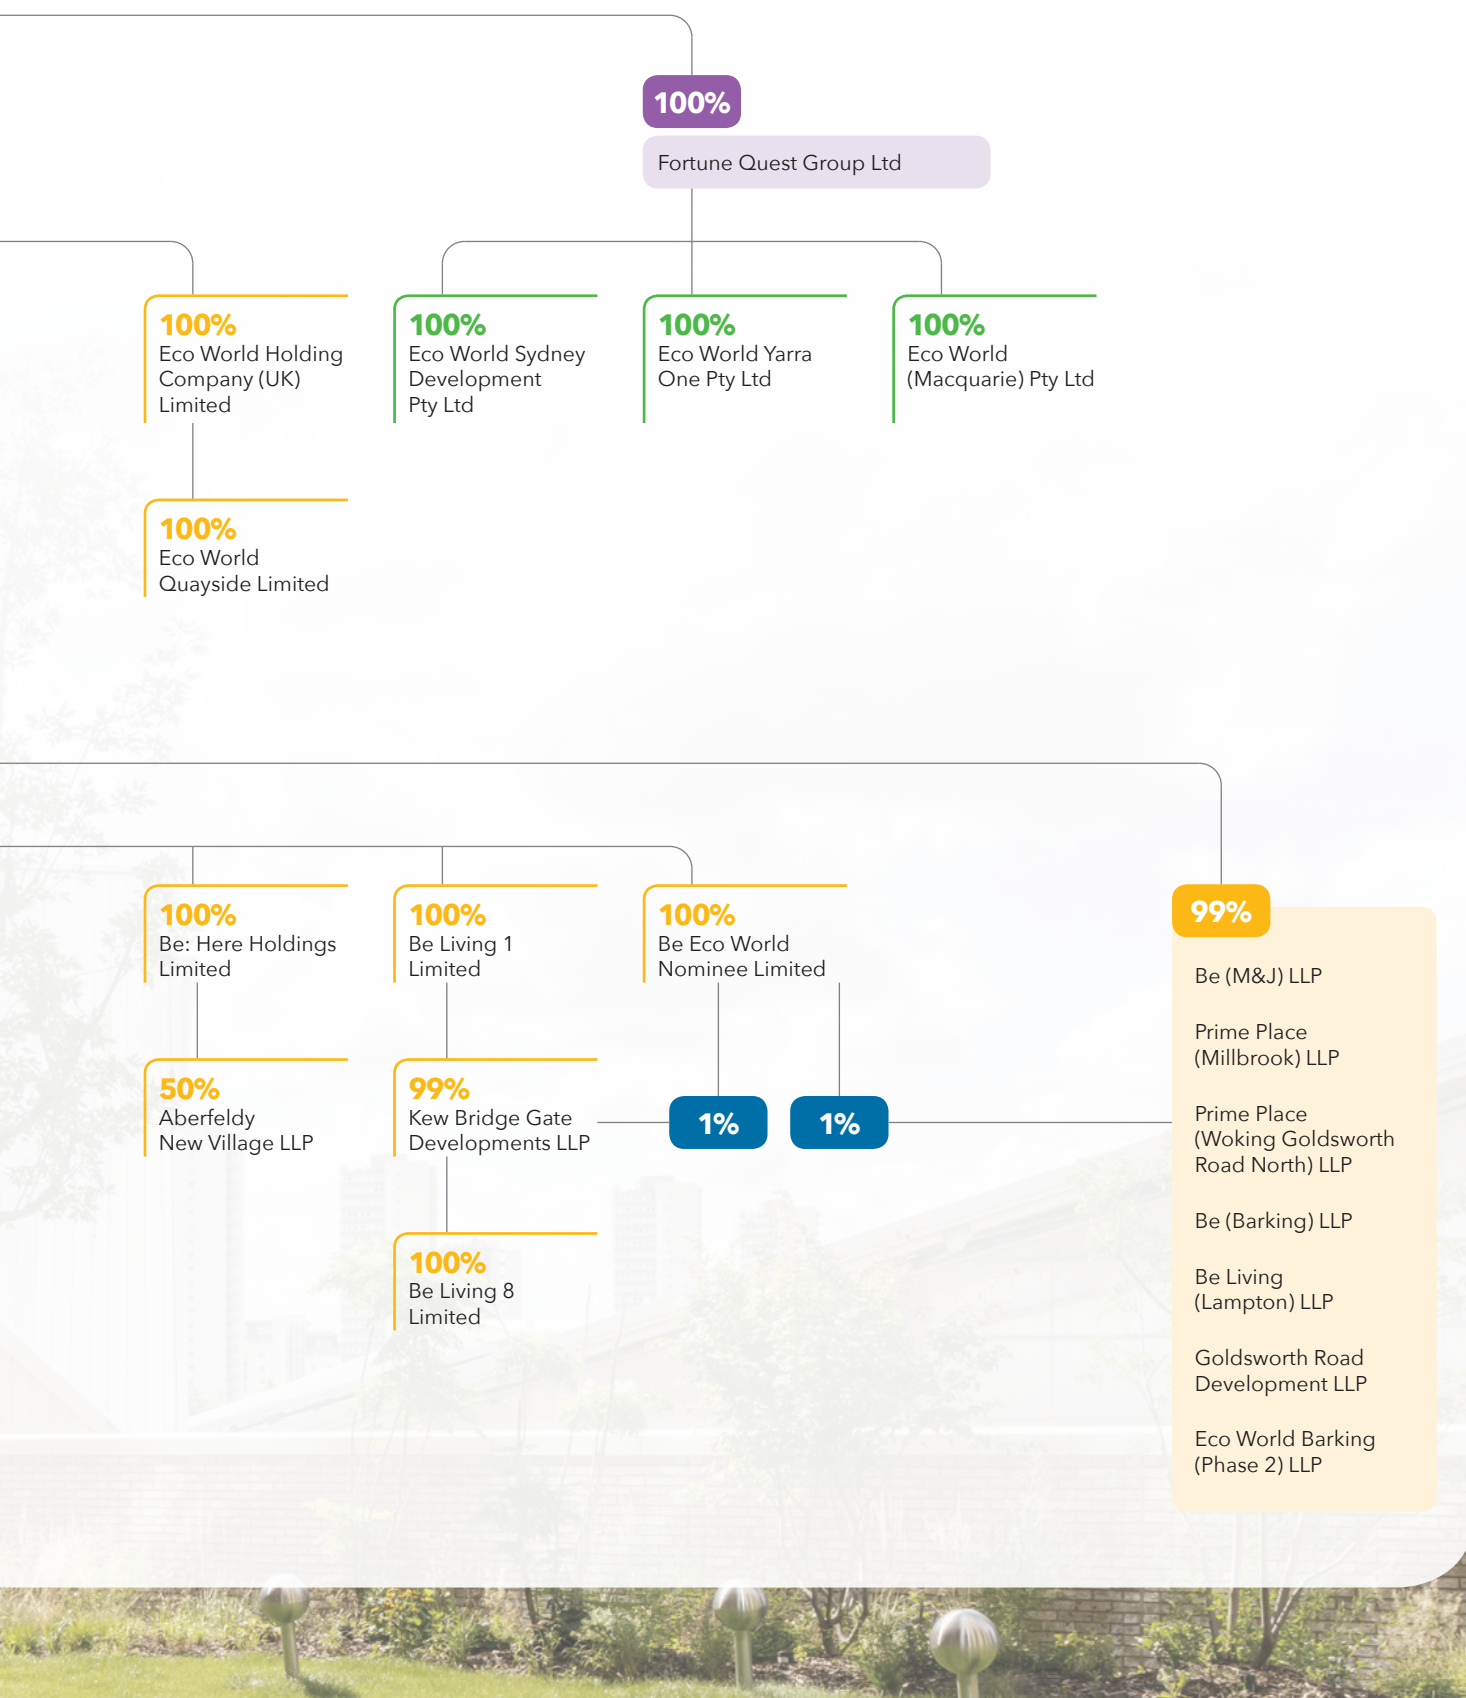 100%
Fortune Quest Group Ltd
100%
Eco World Holding
Company (UK)
Limited
100%
Eco World Sydney
Development
Pty Ltd
100%
Eco World Yarra
One Pty Ltd
100%
Eco World
(Macquarie) Pty Ltd
100%
Eco World
Quayside Limited
100%
Be: Here Holdings
Limited
100%
Be Living 1
Limited
100%
Be Eco World
Nominee Limited
50%
Aberfeldy
New Village LLP
99%
Kew Bridge Gate
Developments LLP
1%
1%
100%
Be Living 8
Limited
99%
Be (M&J) LLP
Prime Place
(Millbrook) LLP
Prime Place
(Woking Goldsworth
Road North) LLP
Be (Barking) LLP
Be Living
(Lampton) LLP
Goldsworth Road
Development LLP
Eco World Barking
(Phase 2) LLP